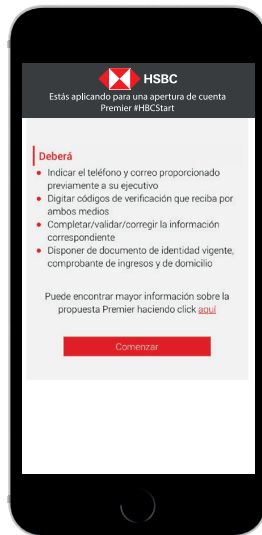 HSBC
Estás aplicando para una apertura de cuenta
Premier #HBCStart
Deberá
• Indicar el teléfono y correo proporcionado
previamente a su ejecutivo
• Digitar códigos de verificación que reciba por
ambos medios
• Completar/validar/corregir la información
correspondiente
• Disponer de documento de identidad vigente,
comprobante de ingresos y de domicilio
Puede encontrar mayor información sobre la
propuesta Premier haciendo click aquí
Comenzar